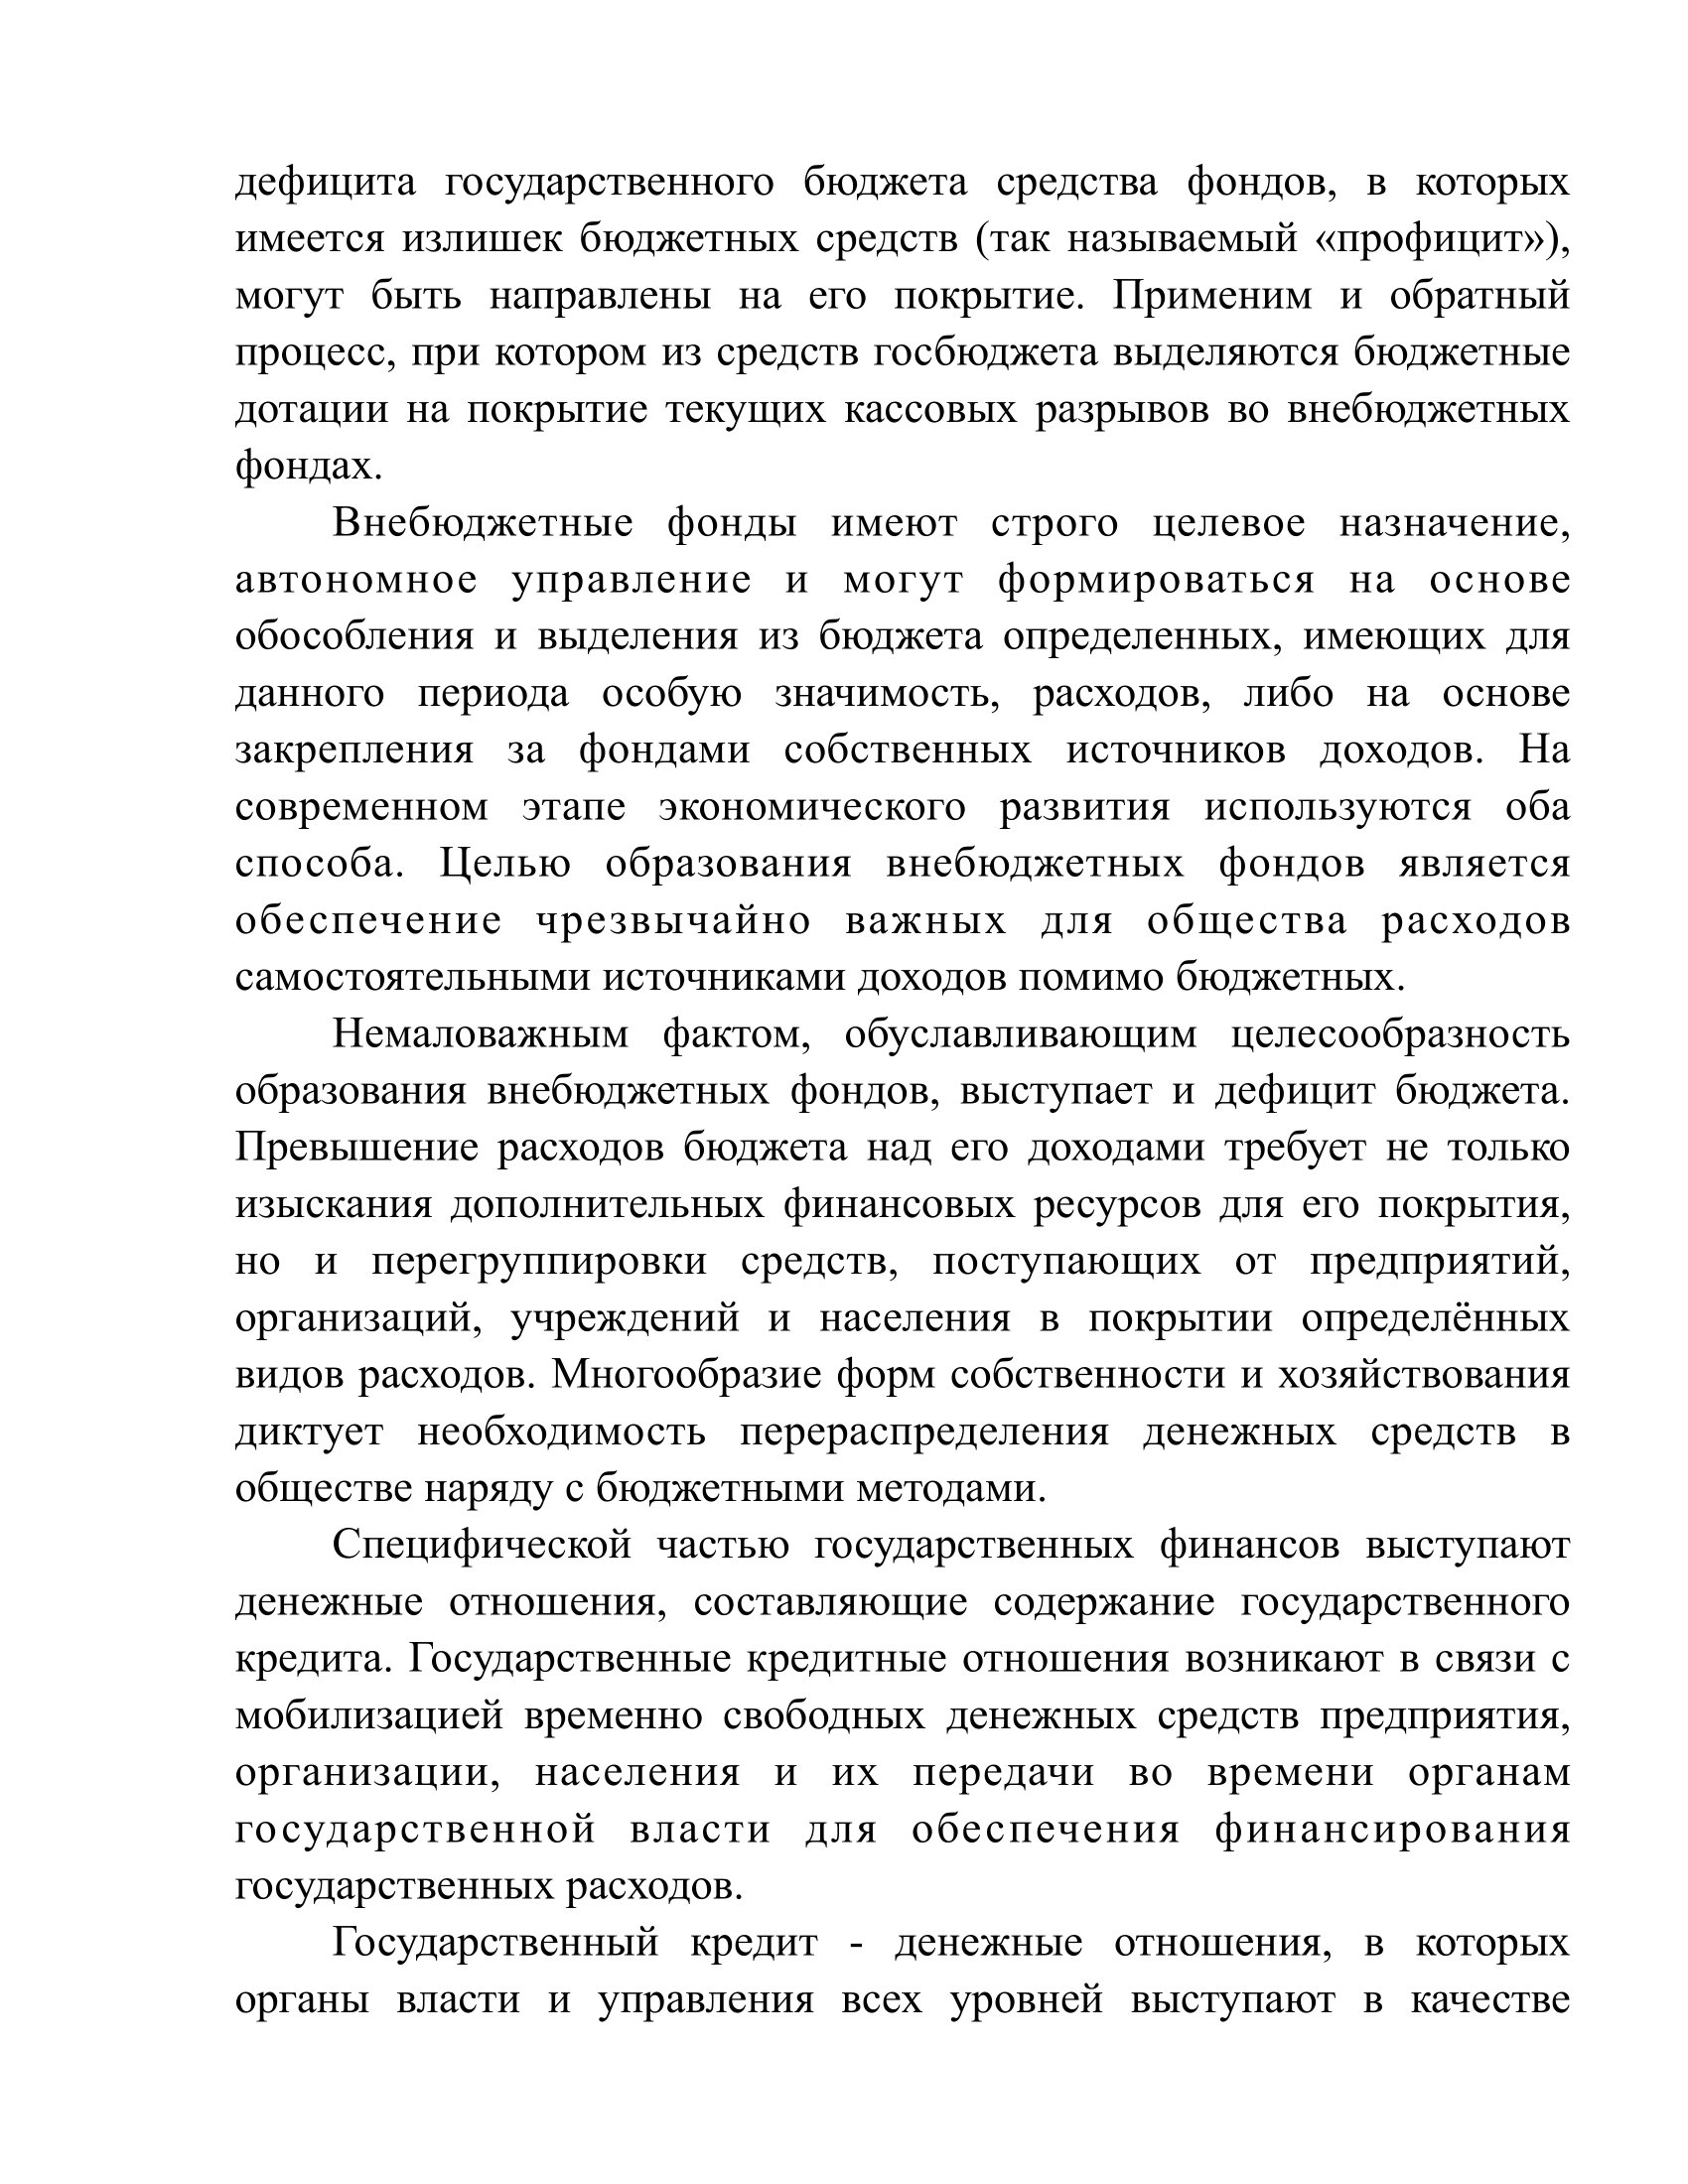 дефицита государственного бюджета средства фондов, в которых
имеется излишек бюджетных средств (так называемый «профицит»),
могут быть направлены на его покрытие. Применим и обратный
процесс, при котором из средств госбюджета выделяются бюджетные
дотации на покрытие текущих кассовых разрывов во внебюджетных
фондах.
Внебюджетные фонды имеют строго целевое назначение,
автономное управление и могут формироваться на основе
обособления и выделения из бюджета определенных, имеющих для
данного периода особую значимость, расходов, либо на основе
закрепления за фондами собственных источников доходов. На
современном этапе экономического развития используются оба
способа. Целью образования внебюджетных фондов является
обеспечение чрезвычайно важных для общества расходов
самостоятельными источниками доходов помимо бюджетных.
Немаловажным фактом, обуславливающим целесообразность
образования внебюджетных фондов, выступает и дефицит бюджета.
Превышение расходов бюджета над его доходами требует не только
изыскания дополнительных финансовых ресурсов для его покрытия,
но и перегруппировки средств, поступающих от предприятий,
организаций, учреждений и населения в покрытии определённых
видов расходов. Многообразие форм собственности и хозяйствования
диктует необходимость перераспределения денежных средств в
обществе наряду с бюджетными методами.
Специфической частью государственных финансов выступают
денежные отношения, составляющие содержание государственного
кредита. Государственные кредитные отношения возникают в связи с
мобилизацией временно свободных денежных средств предприятия,
организации, населения и их передачи во времени органам
государственной власти для обеспечения финансирования
государственных расходов.
Государственный кредит - денежные отношения, в которых
органы власти и управления всех уровней выступают в качестве